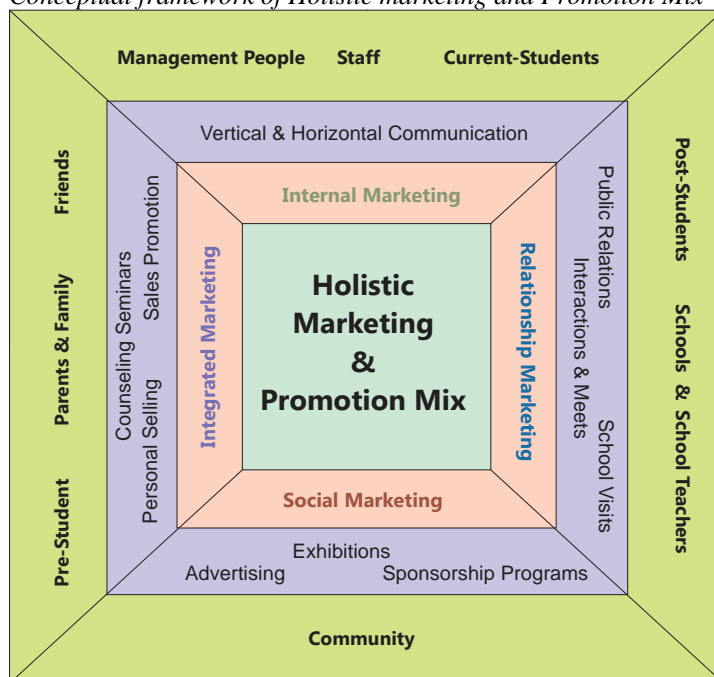 Conceptual framework of Holistic marketing and Promotion Mix
Management People Staff Current-Students
Vertical & Horizontal Communication
Internal Marketing
Friends
Parents & Family
Pre-Student
Sales Promotion
Counseling Seminars
Personal Selling
Integrated Marketing
Holistic
Marketing
&
Promotion Mix
Relationship Marketing
Public Relations
Interactions & Meets
School Visits
Post-Students
Schools & School Teachers
Social Marketing
Exhibitions
Advertising Sponsorship Programs
Community